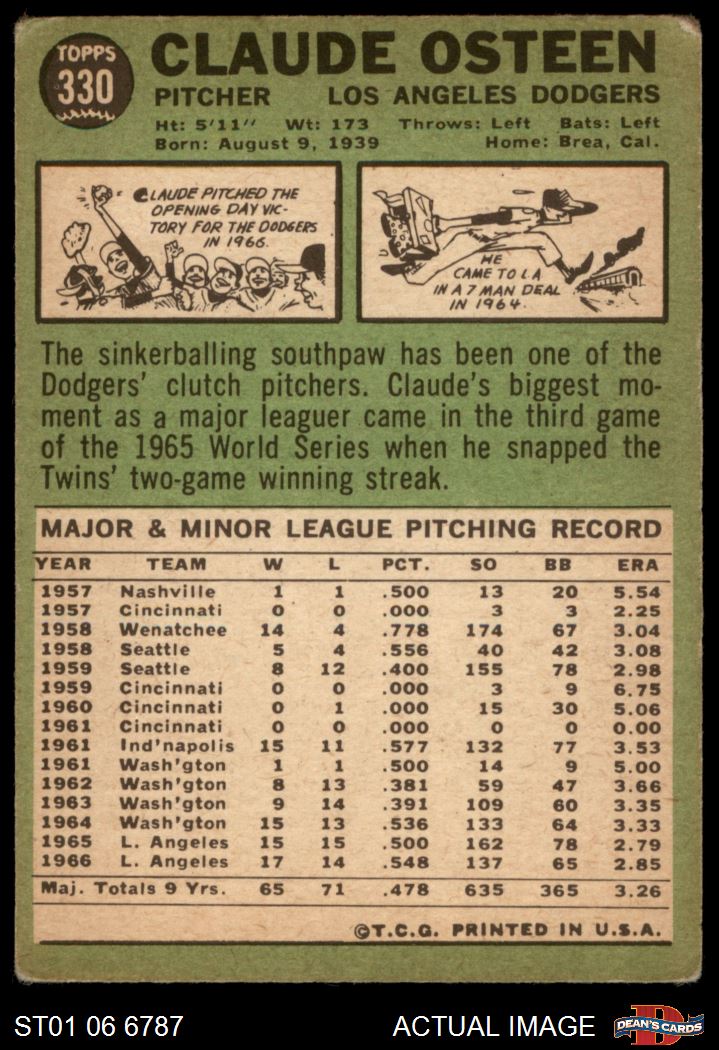 TOPPS
330
CLAUDE OSTEEN
PITCHER LOS ANGELES DODGERS
Ht: 5'11" Wt: 173 Throws: Left Bats: Left
Born: August 9, 1939 Home: Brea, Cal.
CLAUDE PITCHED THE
OPENING DAY VIC-
TORY FOR THE DODGERS
IN 1966.
HE
CAME TO L A
IN A 7 MAN DEAL
IN 1964.
The sinkerballing southpaw has been one of the
Dodgers' clutch pitchers. Claude's biggest mo-
ment as a major leaguer came in the third game
of the 1965 World Series when he snapped the
Twins' two-game winning streak.
MAJOR & MINOR LEAGUE PITCHING RECORD
YEAR TEAM W L PCT. SO BB ERA
1957 Nashville 1 1 .500 13 20 5.54
1957 Cincinnati 0 0 .000 3 3 2.25
1958 Wenatchee 14 4 .778 174 67 3.04
1958 Seattle 5 4 .556 40 42 3.08
1959 Seattle 8 12 .400 155 78 2.98
1959 Cincinnati 0 0 .000 3 9 6.75
1960 Cincinnati 0 1 .000 15 30 5.06
1961 Cincinnati 0 0 .000 0 0 0.00
1961 Ind'napolis 15 11 .577 132 77 3.53
1961 Wash'gton 1 1 .500 14 9 5.00
1962 Wash'gton 8 13 .381 59 47 3.66
1963 Wash'gton 9 14 .391 109 60 3.35
1964 Wash'gton 15 13 .536 133 64 3.33
1965 L. Angeles 15 15 .500 162 78 2.79
1966 L. Angeles 17 14 .548 137 65 2.85
Maj. Totals 9 Yrs. 65 71 .478 635 365 3.26
©T.C.G. PRINTED IN U.S.A.
ST01 06 6787 ACTUAL IMAGE
D
DEAN'S CARDS